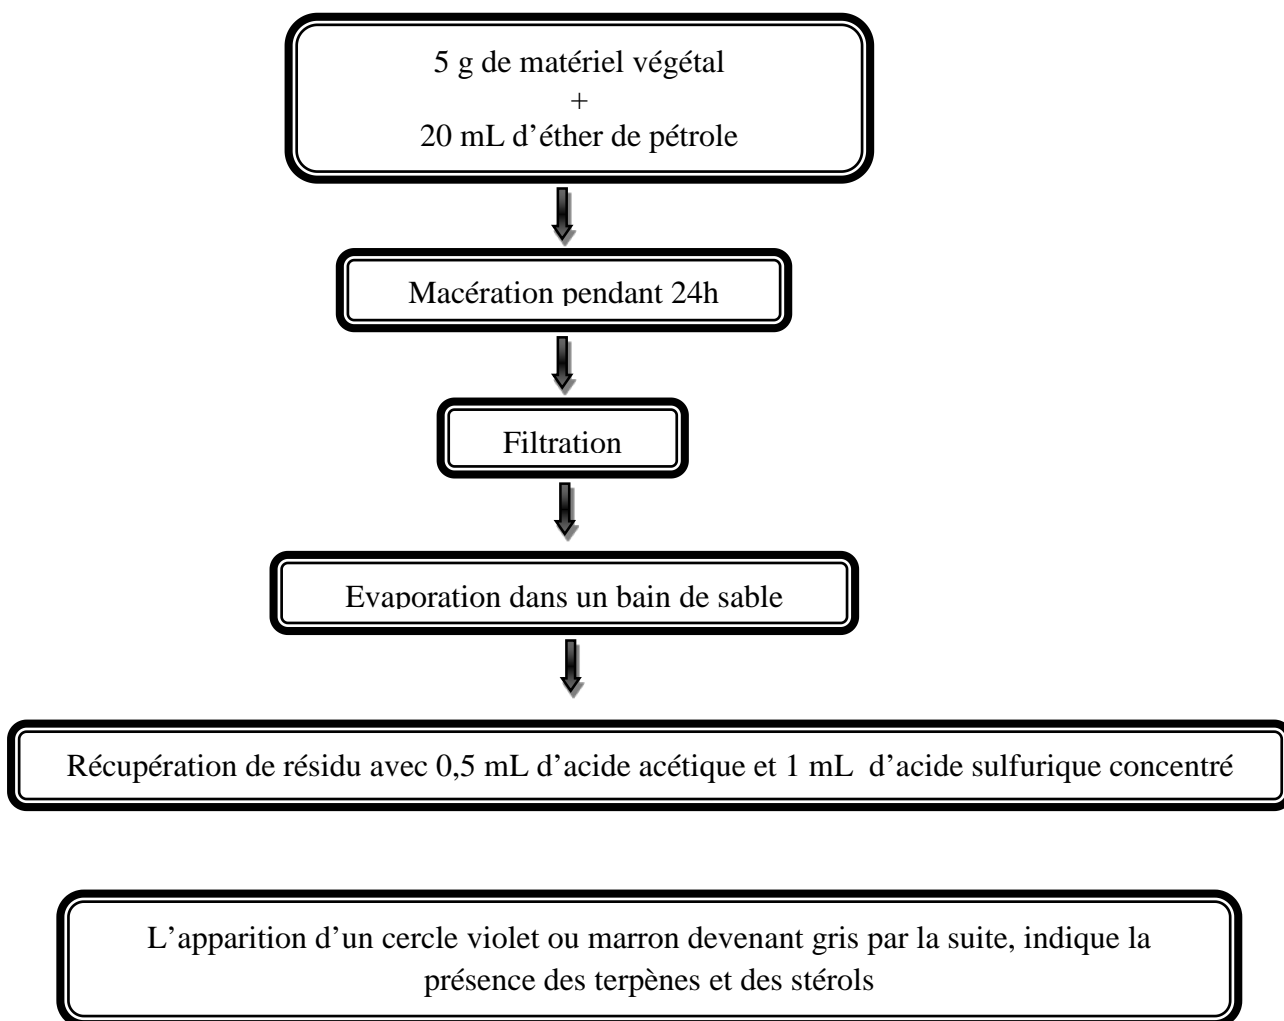 5 g de matériel végétal
+
20 mL d’éther de pétrole
Macération pendant 24h
Filtration
Evaporation dans un bain de sable
Récupération de résidu avec 0,5 mL d’acide acétique et 1 mL  d’acide sulfurique concentré
L’apparition d’un cercle violet ou marron devenant gris par la suite, indique la
présence des terpènes et des stérols